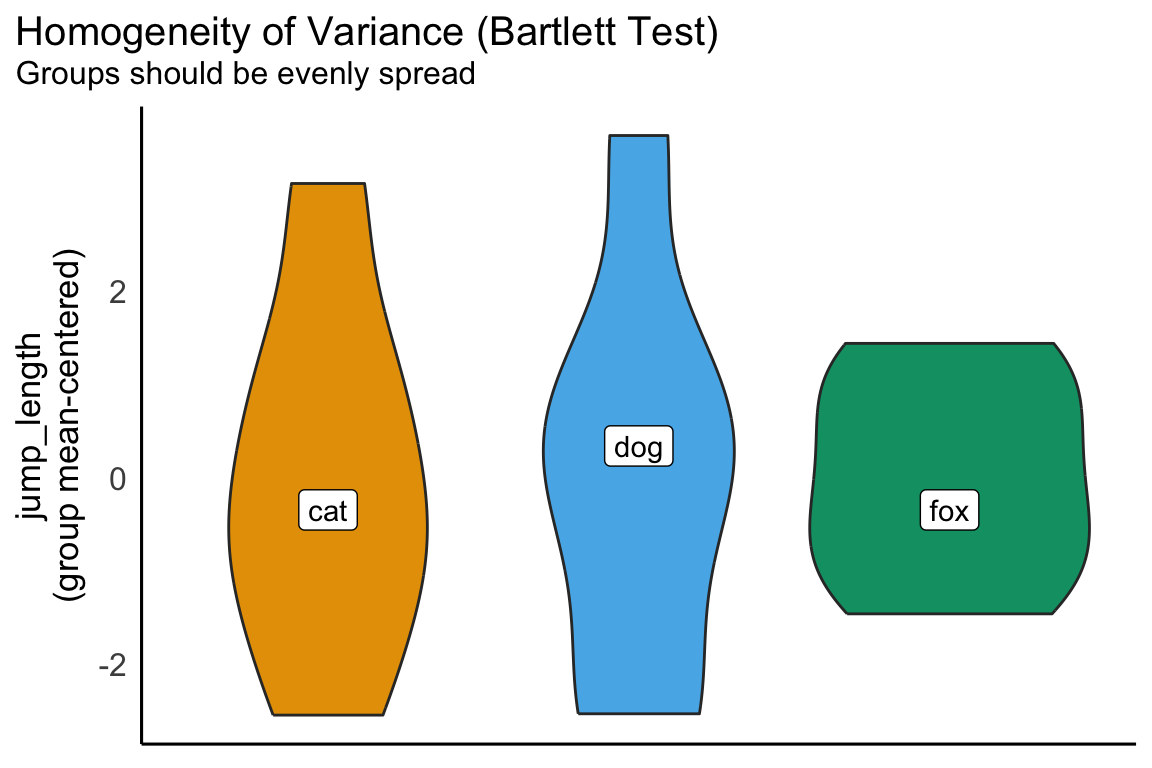 Homogeneity of Variance (Bartlett Test)
Groups should be evenly spread
jump_length
(group mean-centered)
2
0
-2
cat
dog
fox